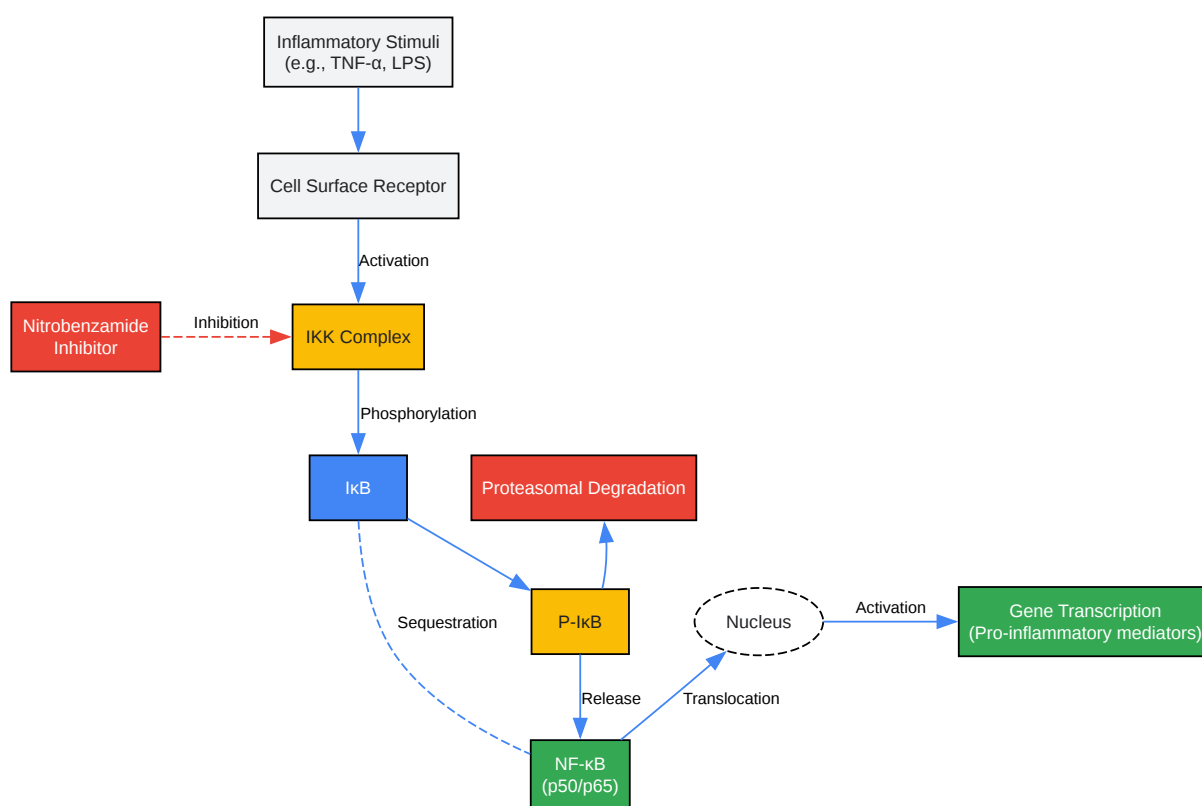 Inflammatory Stimuli
(e.g., TNF-α, LPS)
Cell Surface Receptor
Activation
Nitrobenzamide
Inhibitor
Inhibition
IKK Complex
Phosphorylation
IκB
Proteasomal Degradation
Sequestration
P-IκB
Nucleus
Activation
Gene Transcription
(Pro-inflammatory mediators)
Release
Translocation
NF-κB
(p50/p65)